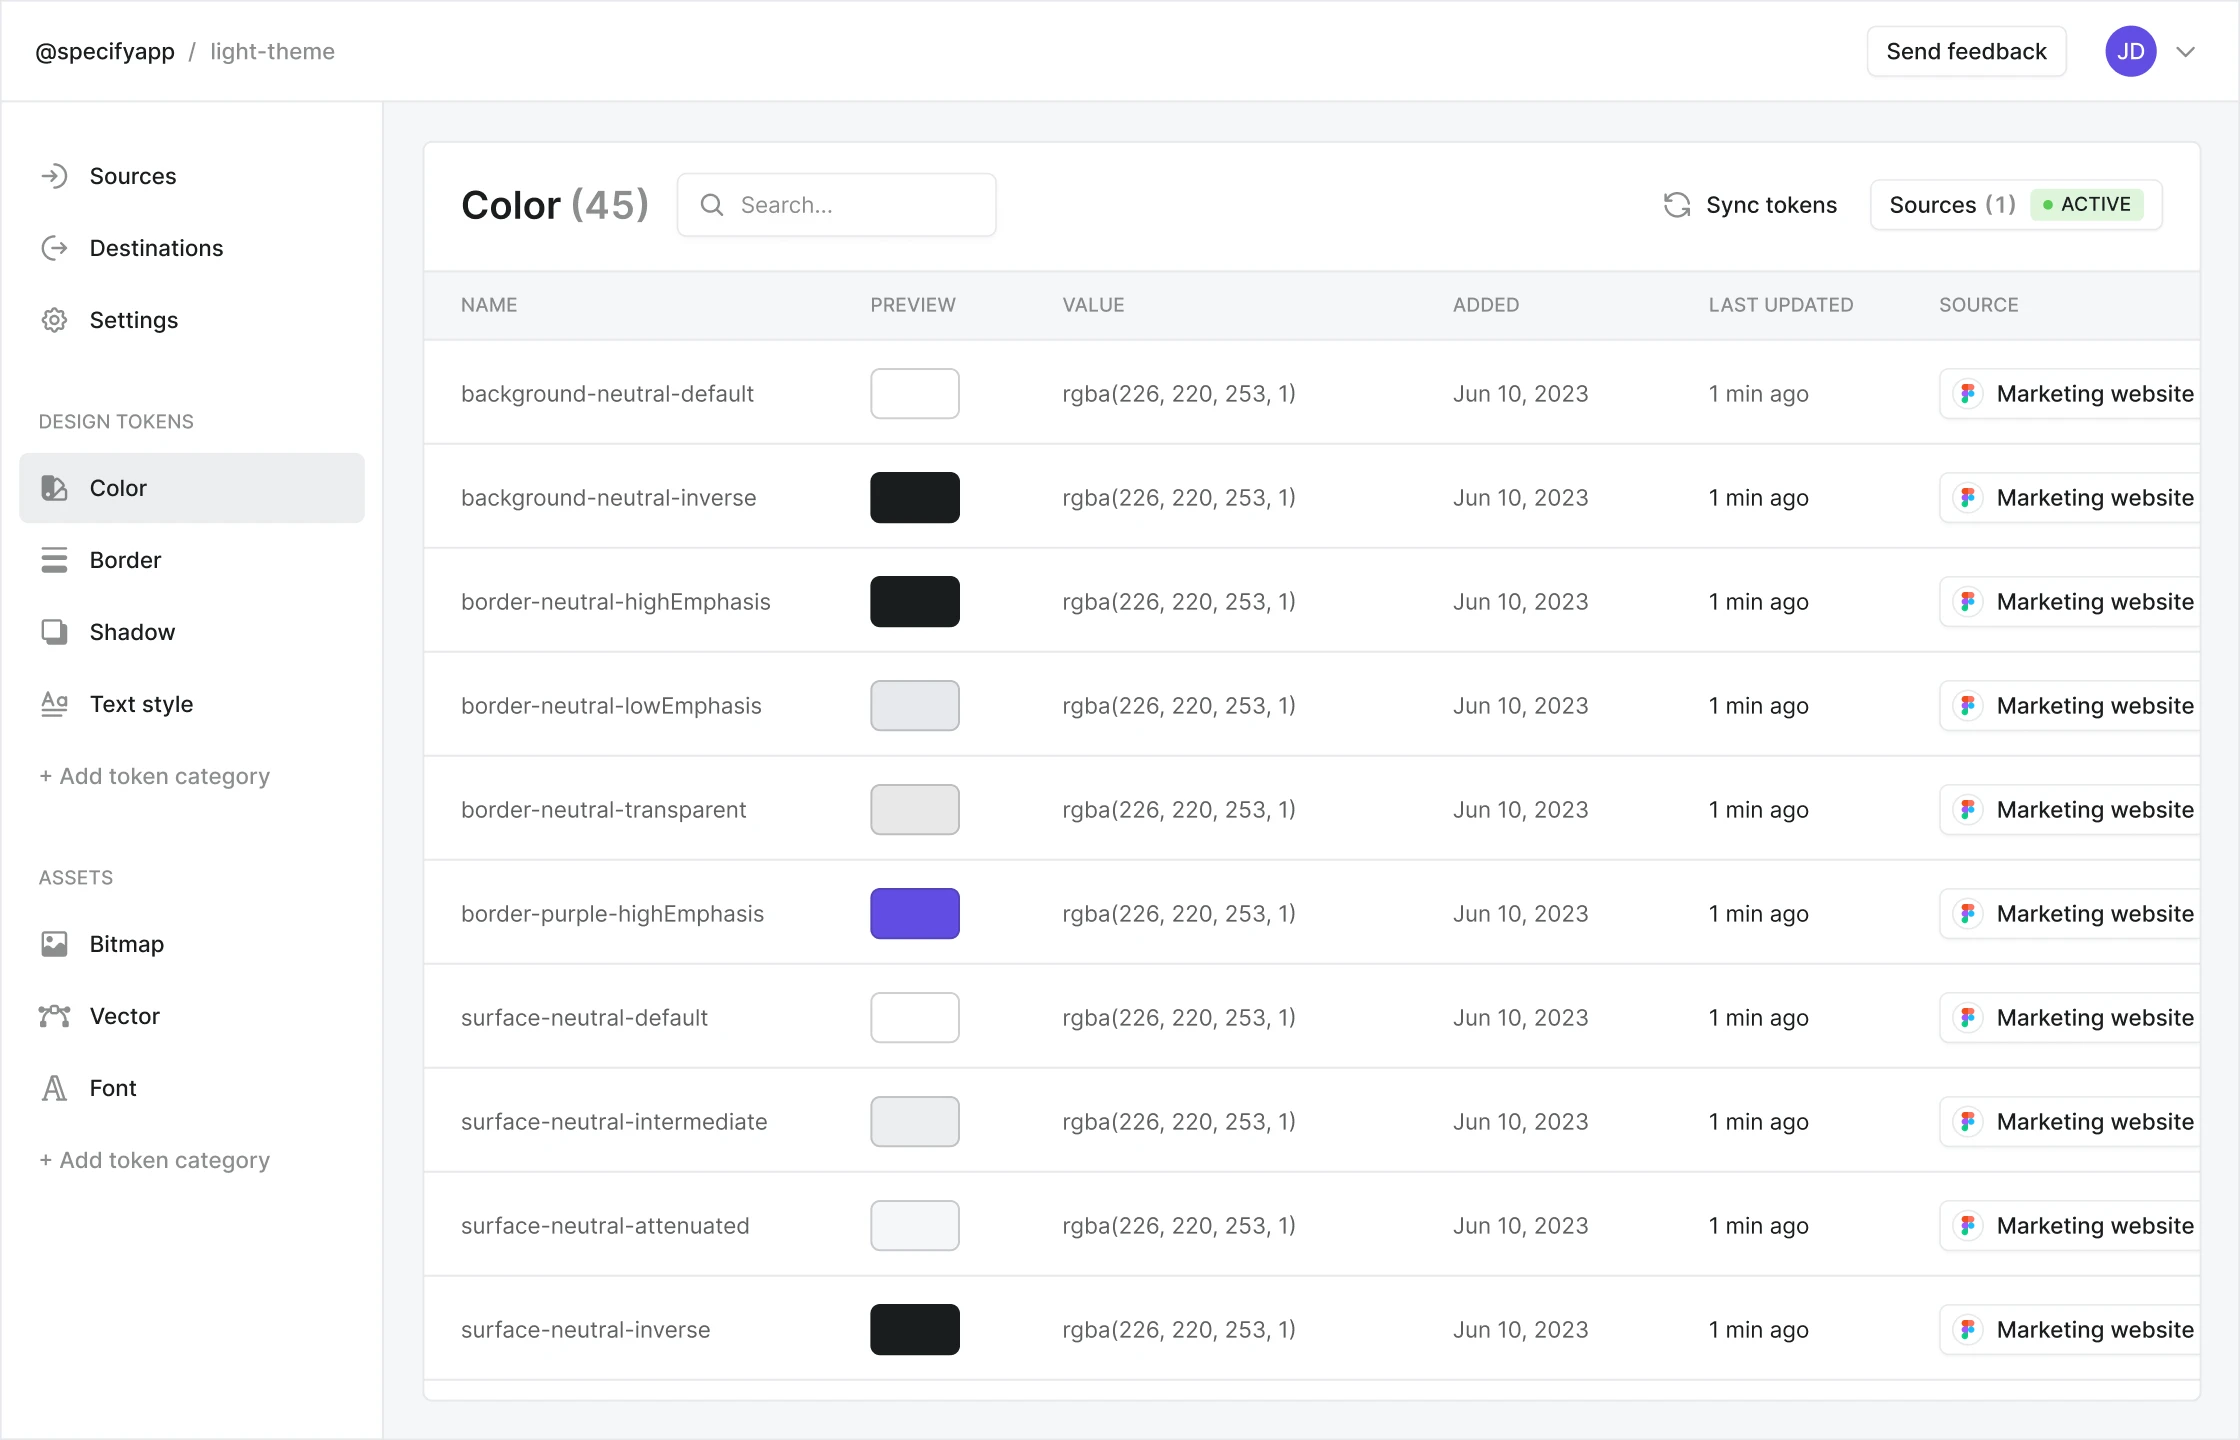 @specifyapp / light-theme
Send feedback
JD
Sources
Destinations
Settings
DESIGN TOKENS
Color
Border
Shadow
Text style
+ Add token category
ASSETS
Bitmap
Vector
Font
+ Add token category
Color (45)
Search...
Sync tokens
Sources (1) ACTIVE
NAME PREVIEW VALUE ADDED LAST UPDATED SOURCE
background-neutral-default rgba(226, 220, 253, 1) Jun 10, 2023 1 min ago Marketing website
background-neutral-inverse rgba(226, 220, 253, 1) Jun 10, 2023 1 min ago Marketing website
border-neutral-highEmphasis rgba(226, 220, 253, 1) Jun 10, 2023 1 min ago Marketing website
border-neutral-lowEmphasis rgba(226, 220, 253, 1) Jun 10, 2023 1 min ago Marketing website
border-neutral-transparent rgba(226, 220, 253, 1) Jun 10, 2023 1 min ago Marketing website
border-purple-highEmphasis rgba(226, 220, 253, 1) Jun 10, 2023 1 min ago Marketing website
surface-neutral-default rgba(226, 220, 253, 1) Jun 10, 2023 1 min ago Marketing website
surface-neutral-intermediate rgba(226, 220, 253, 1) Jun 10, 2023 1 min ago Marketing website
surface-neutral-attenuated rgba(226, 220, 253, 1) Jun 10, 2023 1 min ago Marketing website
surface-neutral-inverse rgba(226, 220, 253, 1) Jun 10, 2023 1 min ago Marketing website